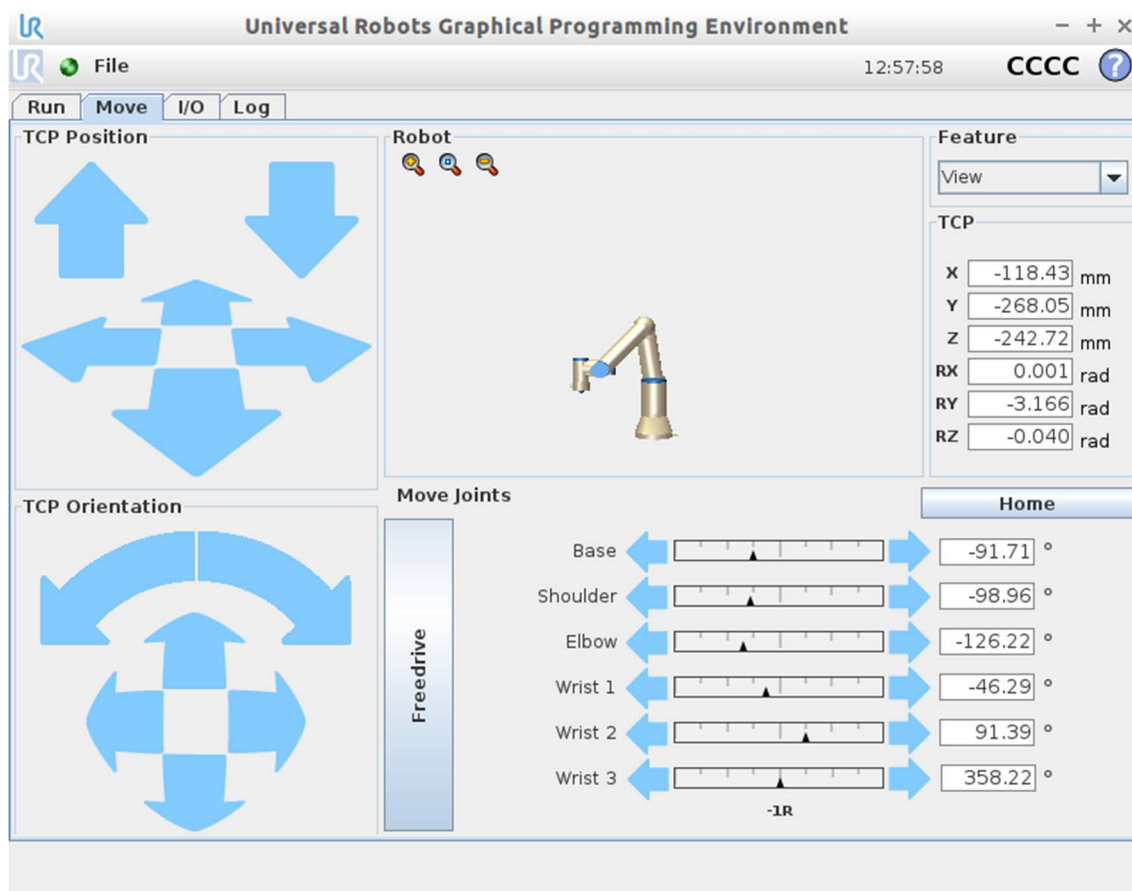 UR Universal Robots Graphical Programming Environment
UR File 12:57:58 CCCC ?
Run Move I/O Log
TCP Position
Robot
Feature
View
TCP
X -118.43 mm
Y -268.05 mm
Z -242.72 mm
RX 0.001 rad
RY -3.166 rad
RZ -0.040 rad
TCP Orientation
Move Joints
Home
Freedrive
Base -91.71 °
Shoulder -98.96 °
Elbow -126.22 °
Wrist 1 -46.29 °
Wrist 2 91.39 °
Wrist 3 358.22 °
-1R